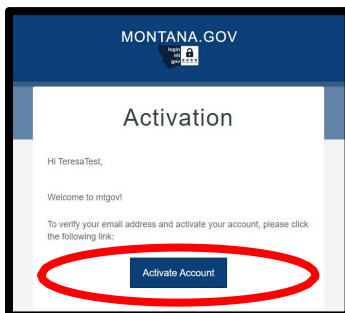 MONTANA.GOV
login
mt
gov
Activation
Hi TeresaTest,
Welcome to mtgov!
To verify your email address and activate your account, please click
the following link:
Activate Account